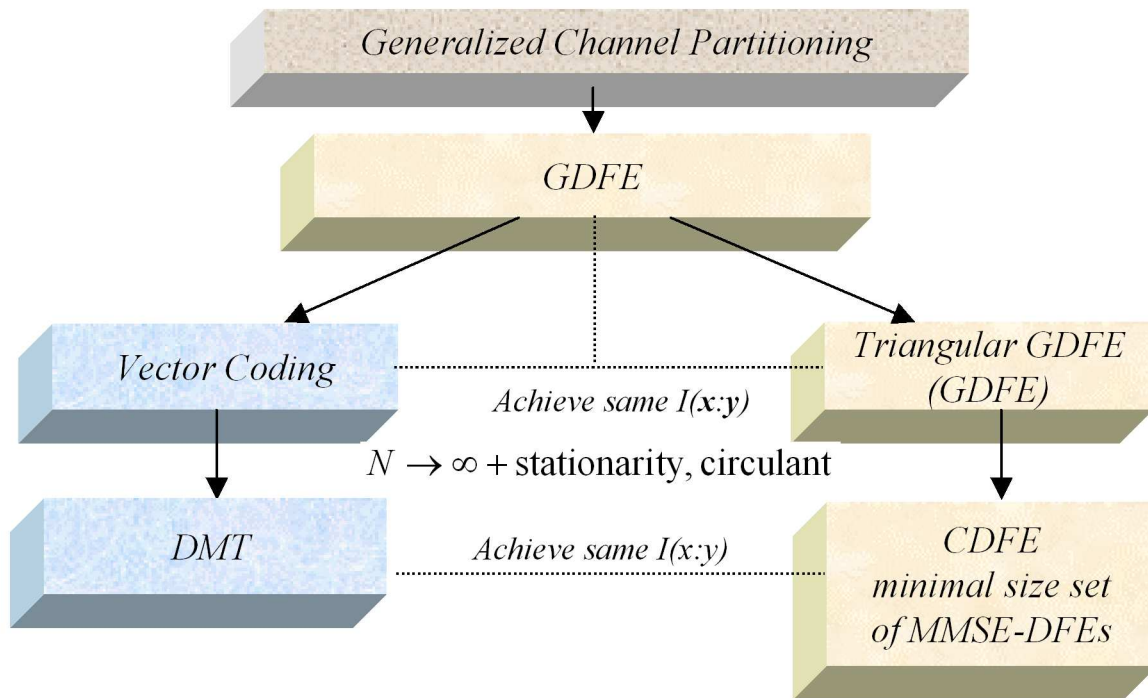 Generalized Channel Partitioning
GDFE
Vector Coding
Triangular GDFE
(GDFE)
Achieve same I(x:y)
N → ∞ + stationarity, circulant
DMT
Achieve same I(x:y)
CDFE
minimal size set
of MMSE-DFEs